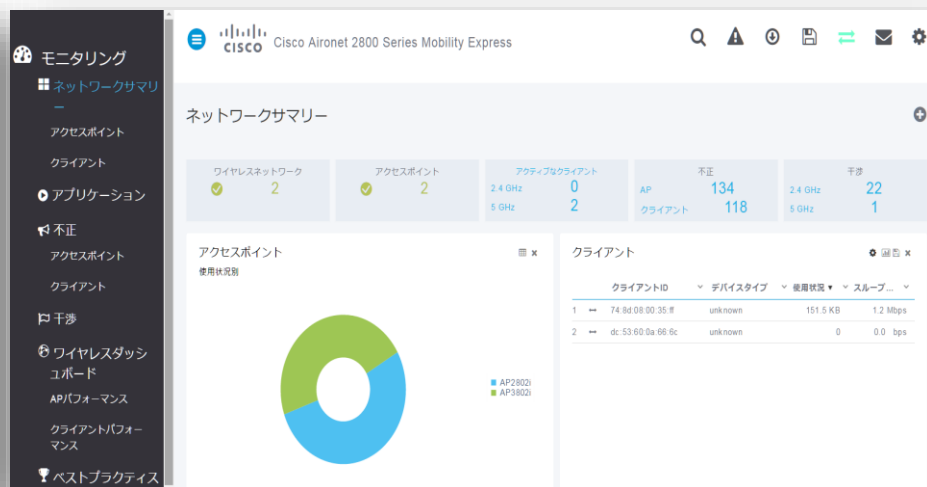 モニタリング
ネットワークサマリ
ー
アクセスポイント
クライアント
アプリケーション
不正
アクセスポイント
クライアント
干渉
ワイヤレスダッシ
ュボード
APパフォーマンス
クライアントパフォー
マンス
ベストプラクティス
CISCO Cisco Aironet 2800 Series Mobility Express
ネットワークサマリー
ワイヤレスネットワーク
2
アクセスポイント
2
アクティブなクライアント
2.4 GHz 0
5 GHz 2
不正
AP 134
クライアント 118
干渉
2.4 GHz 22
5 GHz 1
アクセスポイント
使用状況別
AP2802i
AP3802i
クライアント
クライアントID デバイスタイプ 使用状況 スループ...
1 74:8d:08:00:35:ff unknown 151.5 KB 1.2 Mbps
2 dc:53:60:0a:66:6c unknown 0 0.0 bps